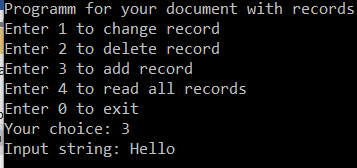 Programm for your document with records
Enter 1 to change record
Enter 2 to delete record
Enter 3 to add record
Enter 4 to read all records
Enter 0 to exit
Your choice: 3
Input string: Hello